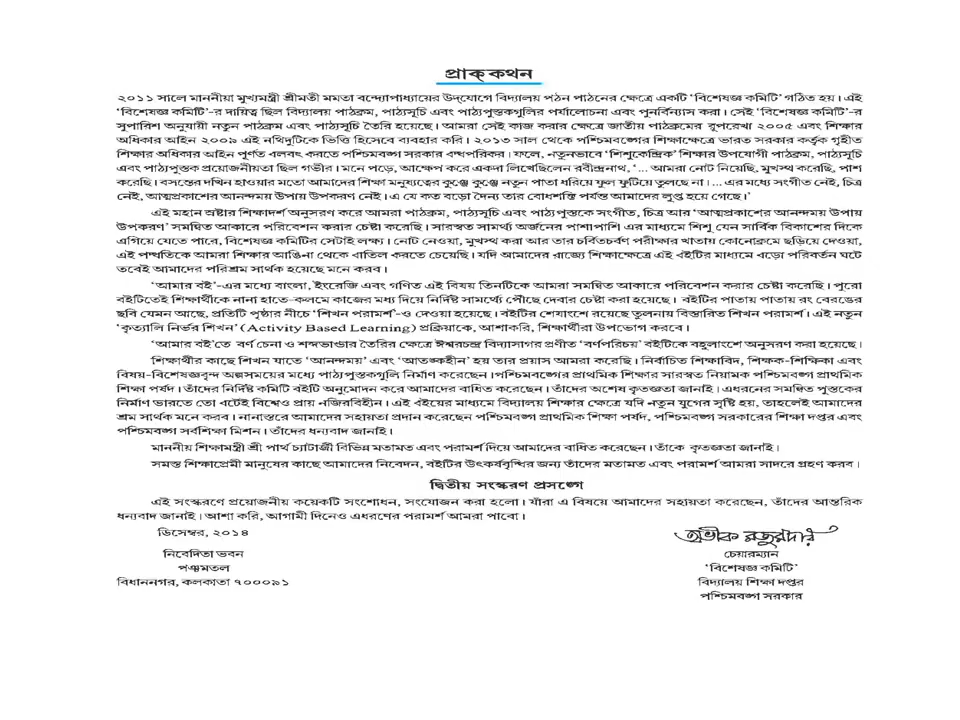 প্রাক্‌কথন
২০১১ সালে মাননীয়া মুখ্যমন্ত্রী শ্রীমতী মমতা বন্দ্যোপাধ্যায়ের উদ্‌যোগে বিদ্যালয় পঠন পাঠনের ক্ষেত্রে একটি ‘বিশেষজ্ঞ কমিটি’ গঠিত হয়। এই
‘বিশেষজ্ঞ কমিটি’-র দায়িত্ব ছিল বিদ্যালয় পাঠক্রম, পাঠ্যসূচি এবং পাঠ্যপুস্তকগুলির পর্যালোচনা এবং পুনর্বিন্যাস করা। সেই ‘বিশেষজ্ঞ কমিটি’-র
সুপারিশ অনুযায়ী নতুন পাঠক্রম এবং পাঠ্যসূচি তৈরি হয়েছে। আমরা সেই কাজ করার ক্ষেত্রে জাতীয় পাঠক্রমের রূপরেখা ২০০৫ এবং শিক্ষার
অধিকার আইন ২০০৯ এই নথিদুটিকে ভিত্তি হিসেবে ব্যবহার করি। ২০১৩ সাল থেকে পশ্চিমবঙ্গের শিক্ষাক্ষেত্রে ভারত সরকার কর্তৃক গৃহীত
শিক্ষার অধিকার আইন পূর্ণত বলবৎ করতে পশ্চিমবঙ্গ সরকার বদ্ধপরিকর। ফলে, নতুনভাবে ‘শিশুকেন্দ্রিক’ শিক্ষার উপযোগী পাঠক্রম, পাঠ্যসূচি
এবং পাঠ্যপুস্তক প্রয়োজনীয়তা ছিল গভীর। মনে পড়ে, আক্ষেপ করে একদা লিখেছিলেন রবীন্দ্রনাথ, ‘... আমরা নোট নিয়েছি, মুখস্থ করেছি, পাশ
করেছি। বসন্তের দখিন হাওয়ার মতো আমাদের শিক্ষা মনুষ্যত্বের কুঞ্জে কুঞ্জে নতুন পাতা ধরিয়ে ফুল ফুটিয়ে তুলছে না। ... এর মধ্যে সংগীত নেই, চিত্র
নেই, আত্মপ্রকাশের আনন্দময় উপায় উপকরণ নেই। এ যে কত বড়ো দৈন্য তার বোধশক্তি পর্যন্ত আমাদের লুপ্ত হয়ে গেছে।’
এই মহান স্রষ্টার শিক্ষাদর্শ অনুসরণ করে আমরা পাঠক্রম, পাঠ্যসূচি এবং পাঠ্যপুস্তকে সংগীত, চিত্র আর ‘আত্মপ্রকাশের আনন্দময় উপায়
উপকরণ’ সমন্বিত আকারে পরিবেশন করার চেষ্টা করেছি। সারস্বত সামর্থ্য অর্জনের পাশাপাশি এর মাধ্যমে শিশু যেন সার্বিক বিকাশের দিকে
এগিয়ে যেতে পারে, বিশেষজ্ঞ কমিটির সেটাই লক্ষ্য। নোট নেওয়া, মুখস্থ করা আর তার চর্বিতচর্বণ পরীক্ষার খাতায় কোনোক্রমে ছড়িয়ে দেওয়া,
এই পদ্ধতিকে আমরা শিক্ষার আঙিনা থেকে বাতিল করতে চেয়েছি। যদি আমাদের রাজ্যে শিক্ষাক্ষেত্রে এই বইটির মাধ্যমে বড়ো পরিবর্তন ঘটে
তবেই আমাদের পরিশ্রম সার্থক হয়েছে মনে করব।
‘আমার বই’-এর মধ্যে বাংলা, ইংরেজি এবং গণিত এই বিষয় তিনটিকে আমরা সমন্বিত আকারে পরিবেশন করার চেষ্টা করেছি। পুরো
বইটিতেই শিক্ষার্থীকে নানা হাতে-কলমে কাজের মধ্য দিয়ে নির্দিষ্ট সামর্থ্যে পৌঁছে দেবার চেষ্টা করা হয়েছে। বইটির পাতায় পাতায় রং বেরঙের
ছবি যেমন আছে, প্রতিটি পৃষ্ঠার নীচে ‘শিখন পরামর্শ’-ও দেওয়া হয়েছে। বইটির শেষাংশে রয়েছে তুলনায় বিস্তারিত শিখন পরামর্শ। এই নতুন
‘কৃত্যালি নির্ভর শিখন’ (Activity Based Learning) প্রক্রিয়াকে, আশাকরি, শিক্ষার্থীরা উপভোগ করবে।
‘আমার বই’তে বর্ণ চেনা ও শব্দভাণ্ডার তৈরির ক্ষেত্রে ঈশ্বরচন্দ্র বিদ্যাসাগর প্রণীত ‘বর্ণপরিচয়’ বইটিকে বহুলাংশে অনুসরণ করা হয়েছে।
শিক্ষার্থীর কাছে শিখন যাতে ‘আনন্দময়’ এবং ‘আতঙ্কহীন’ হয় তার প্রয়াস আমরা করেছি। নির্বাচিত শিক্ষাবিদ, শিক্ষক-শিক্ষিকা এবং
বিষয়-বিশেষজ্ঞবৃন্দ অল্পসময়ের মধ্যে পাঠ্যপুস্তকগুলি নির্মাণ করেছেন। পশ্চিমবঙ্গের প্রাথমিক শিক্ষার সারস্বত নিয়ামক পশ্চিমবঙ্গ প্রাথমিক
শিক্ষা পর্ষদ। তাঁদের নির্দিষ্ট কমিটি বইটি অনুমোদন করে আমাদের বাধিত করেছেন। তাঁদের অশেষ কৃতজ্ঞতা জানাই। এধরনের সমন্বিত পুস্তকের
নির্মাণ ভারতে তো বটেই বিশ্বেও প্রায় নজিরবিহীন। এই বইয়ের মাধ্যমে বিদ্যালয় শিক্ষার ক্ষেত্রে যদি নতুন যুগের সৃষ্টি হয়, তাহলেই আমাদের
শ্রম সার্থক মনে করব। নানাস্তরে আমাদের সহায়তা প্রদান করেছেন পশ্চিমবঙ্গ প্রাথমিক শিক্ষা পর্ষদ, পশ্চিমবঙ্গ সরকারের শিক্ষা দপ্তর এবং
পশ্চিমবঙ্গ সর্বশিক্ষা মিশন। তাঁদের ধন্যবাদ জানাই।
মাননীয় শিক্ষামন্ত্রী শ্রী পার্থ চ্যাটার্জী বিভিন্ন মতামত এবং পরামর্শ দিয়ে আমাদের বাধিত করেছেন। তাঁকে কৃতজ্ঞতা জানাই।
সমস্ত শিক্ষাপ্রেমী মানুষের কাছে আমাদের নিবেদন, বইটির উৎকর্ষবৃদ্ধির জন্য তাঁদের মতামত এবং পরামর্শ আমরা সাদরে গ্রহণ করব।
দ্বিতীয় সংস্করণ প্রসঙ্গে
এই সংস্করণে প্রয়োজনীয় কয়েকটি সংশোধন, সংযোজন করা হলো। যাঁরা এ বিষয়ে আমাদের সহায়তা করেছেন, তাঁদের আন্তরিক
ধন্যবাদ জানাই। আশা করি, আগামী দিনেও এধরণের পরামর্শ আমরা পাবো।
ডিসেম্বর, ২০১৪
নিবেদিতা ভবন
পঞ্চমতল
বিধাননগর, কলকাতা ৭০০০৯১
অভীক মজুমদার
চেয়ারম্যান
‘বিশেষজ্ঞ কমিটি’
বিদ্যালয় শিক্ষা দপ্তর
পশ্চিমবঙ্গ সরকার